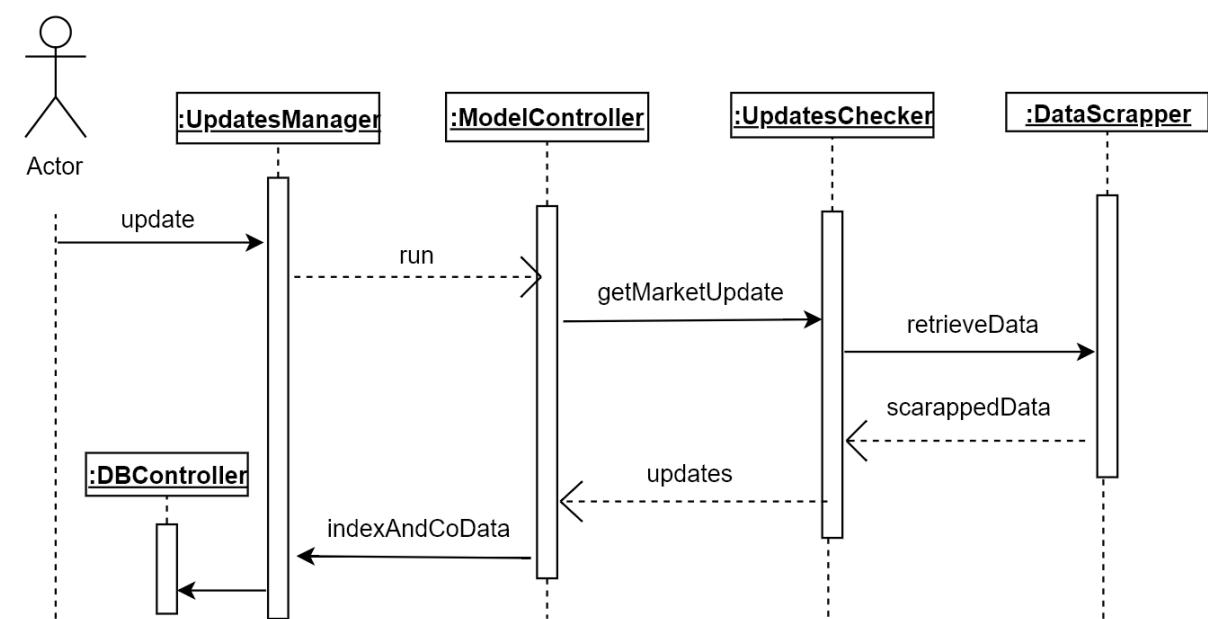 :UpdatesManager
:ModelController
:UpdatesChecker
:DataScrapper
Actor
update
run
getMarketUpdate
retrieveData
scarappedData
:DBController
updates
indexAndCoData